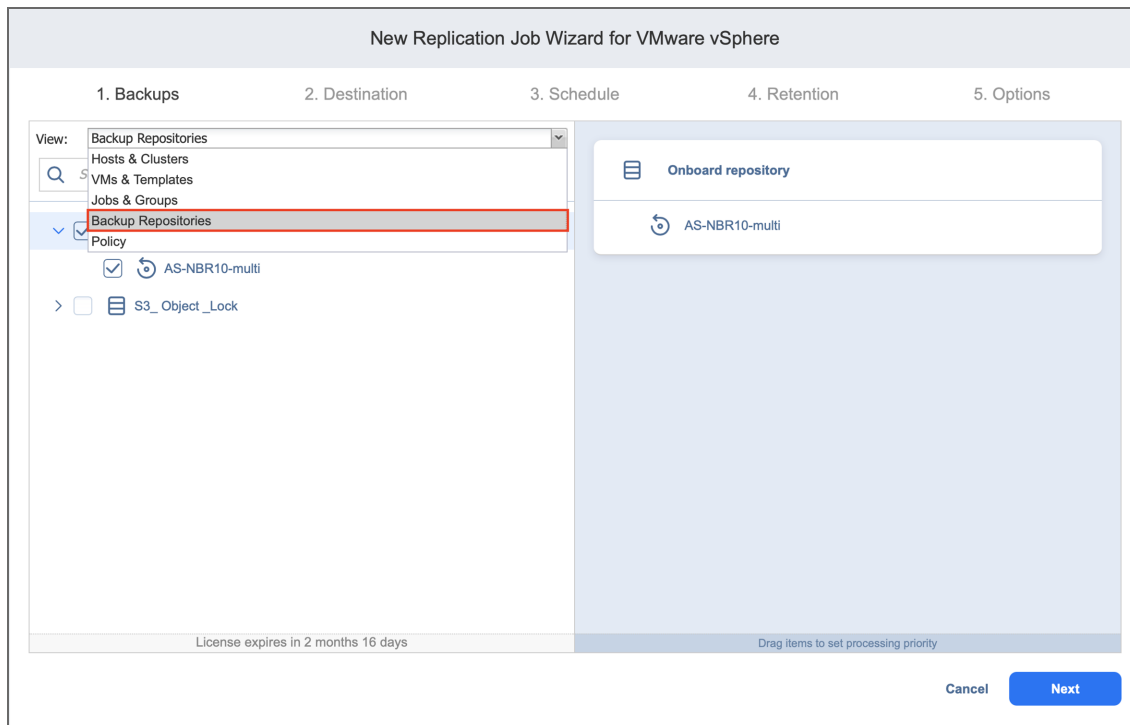 New Replication Job Wizard for VMware vSphere
1. Backups 2. Destination 3. Schedule 4. Retention 5. Options
View: Backup Repositories
Hosts & Clusters
VMs & Templates
Jobs & Groups
Backup Repositories
Policy
AS-NBR10-multi
S3_ Object _Lock
License expires in 2 months 16 days
Onboard repository
AS-NBR10-multi
Drag items to set processing priority
Cancel Next